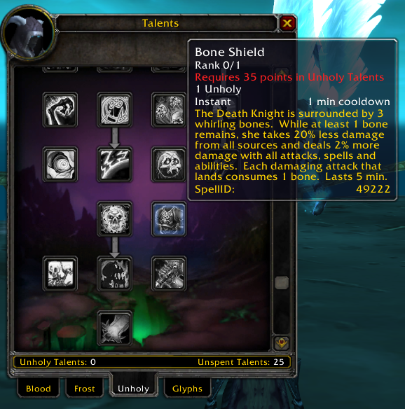 Talents
Bone Shield
Rank 0/1
Requires 35 points in Unholy Talents
1 Unholy
Instant 1 min cooldown
The Death Knight is surrounded by 3
whirling bones. While at least 1 bone
remains, she takes 20% less damage
from all sources and deals 2% more
damage with all attacks, spells and
abilities. Each damaging attack that
lands consumes 1 bone. Lasts 5 min.
SpellID: 49222
Unholy Talents: 0 Unspent Talents: 25
Blood Frost Unholy Glyphs